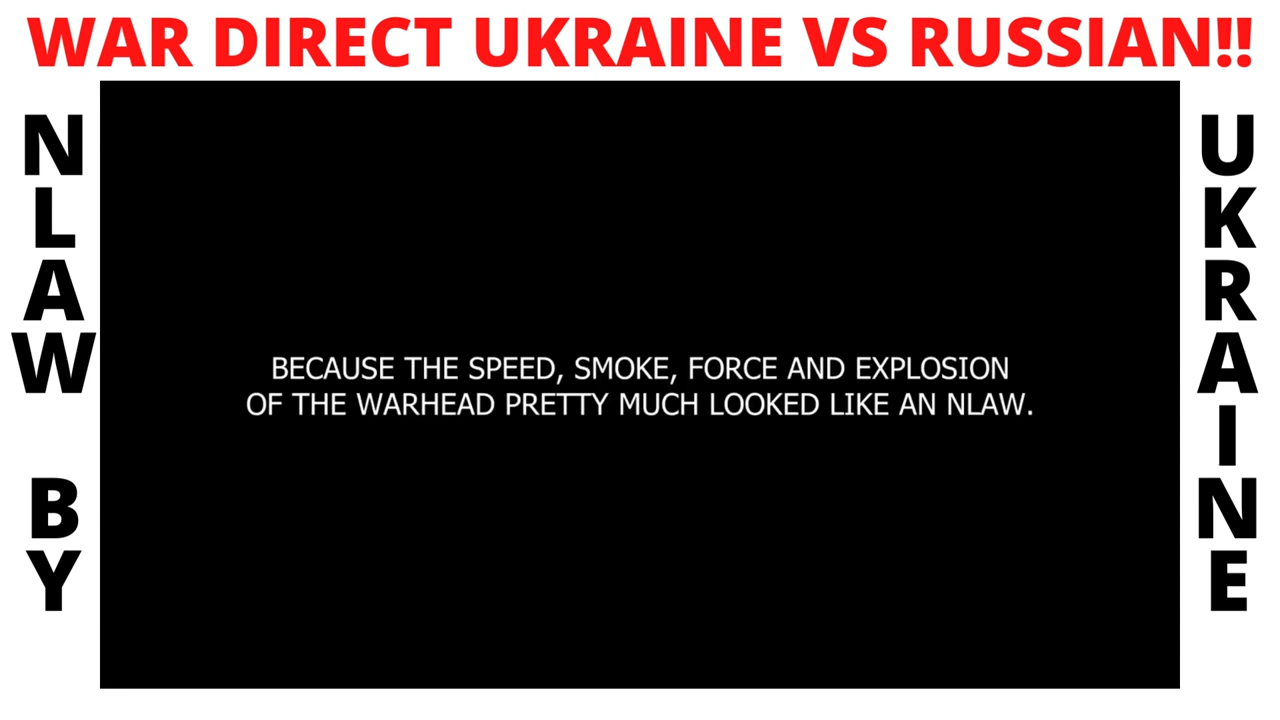 WAR DIRECT UKRAINE VS RUSSIAN!!
NLAW BY
BECAUSE THE SPEED, SMOKE, FORCE AND EXPLOSION
OF THE WARHEAD PRETTY MUCH LOOKED LIKE AN NLAW.
UKRAINE